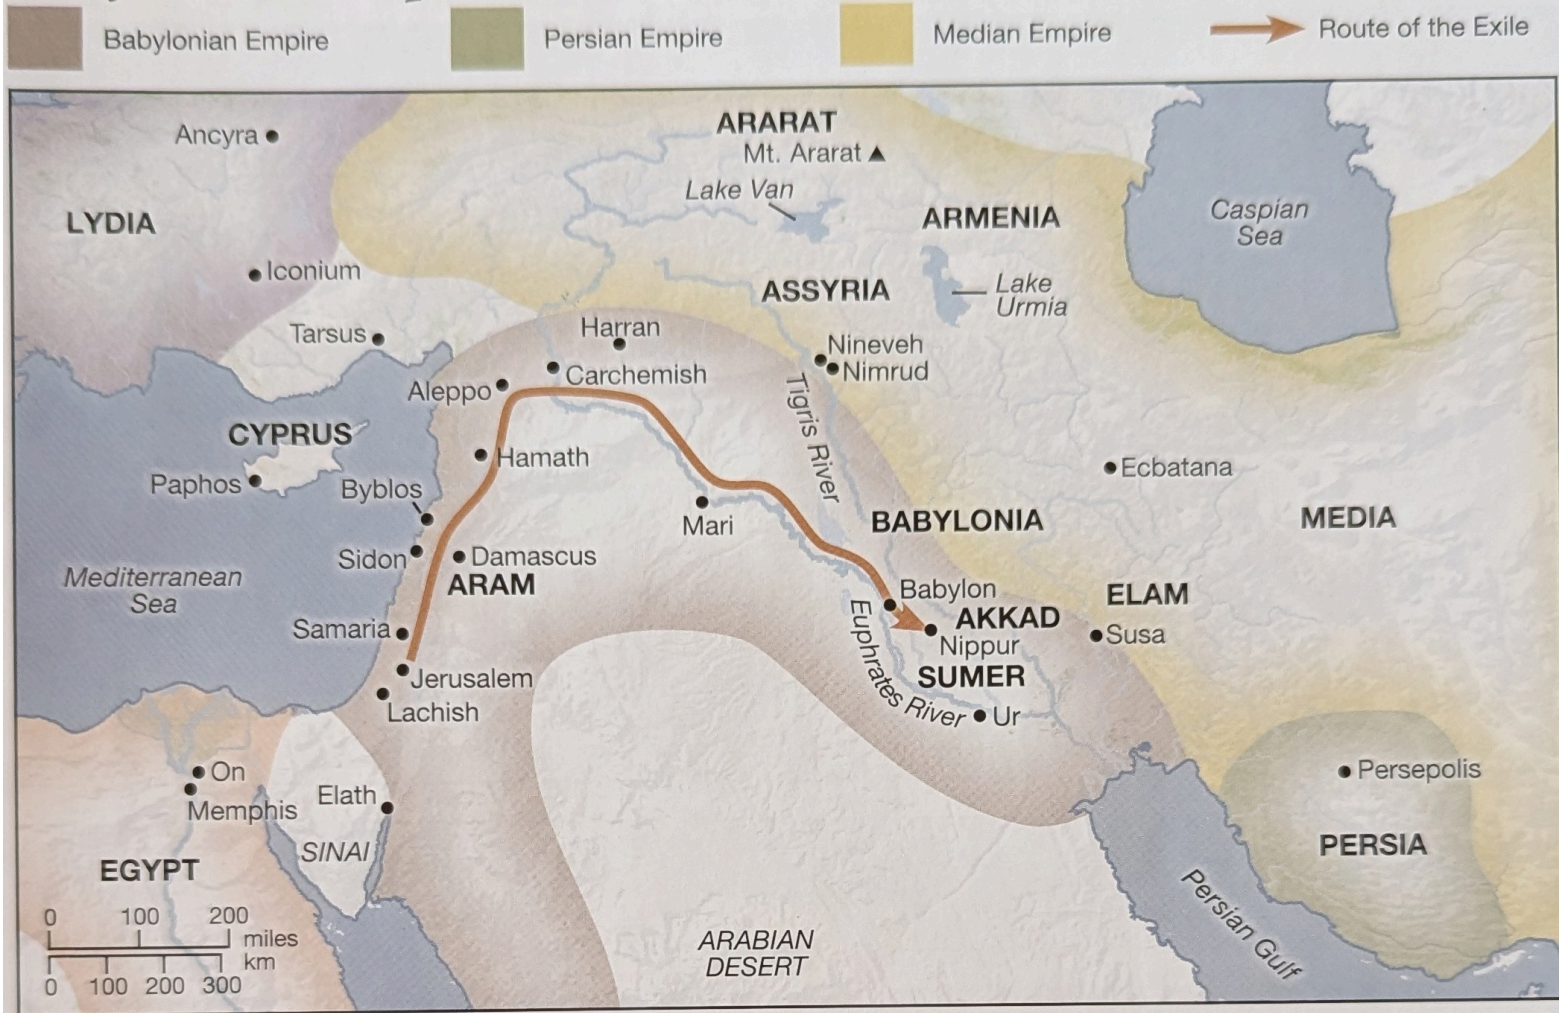 Babylonian Empire
Persian Empire
Median Empire
Route of the Exile
Ancyra
ARARAT
Mt. Ararat
Lake Van
LYDIA
ARMENIA
Caspian
Sea
Iconium
ASSYRIA
Lake
Urmia
Tarsus
Harran
Nineveh
Nimrud
Carchemish
Aleppo
Tigris River
CYPRUS
Hamath
Ecbatana
Paphos
Byblos
Mari
BABYLONIA
MEDIA
Sidon
Damascus
ARAM
Mediterranean
Sea
Babylon
ELAM
AKKAD
Samaria
Susa
Nippur
Euphrates River
SUMER
Jerusalem
Lachish
Ur
On
Memphis
Elath
Persepolis
SINAI
PERSIA
EGYPT
Persian Gulf
ARABIAN
DESERT
0 100 200
miles
km
0 100 200 300